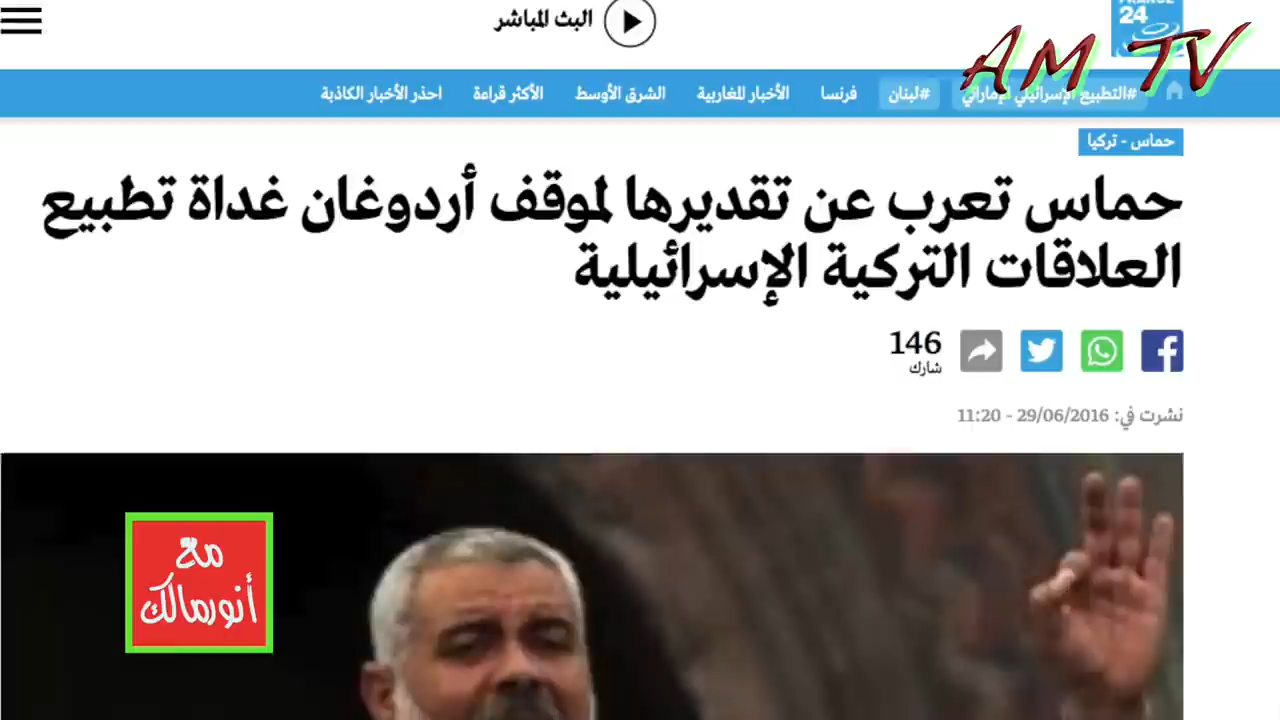 البث المباشر
FRANCE
24
AM TV
#التطبيع الإسرائيلي الإماراتي
#لبنان
فرنسا
الأخبار المغاربية
الشرق الأوسط
الأكثر قراءة
احذر الأخبار الكاذبة
حماس - تركيا
حماس تعرب عن تقديرها لموقف أردوغان غداة تطبيع
العلاقات التركية الإسرائيلية
146
شارك
نشرت في: 29/06/2016 - 11:20
مع
أنورمالك